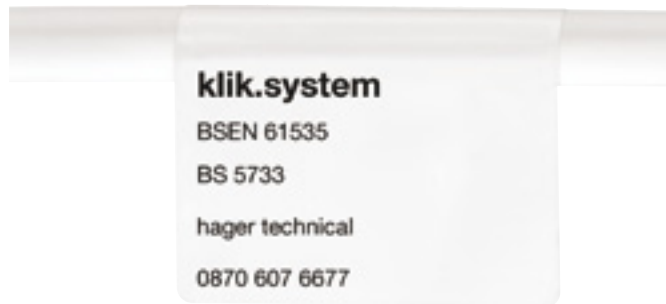 klik.system
BSEN 61535
BS 5733
hager technical
0870 607 6677